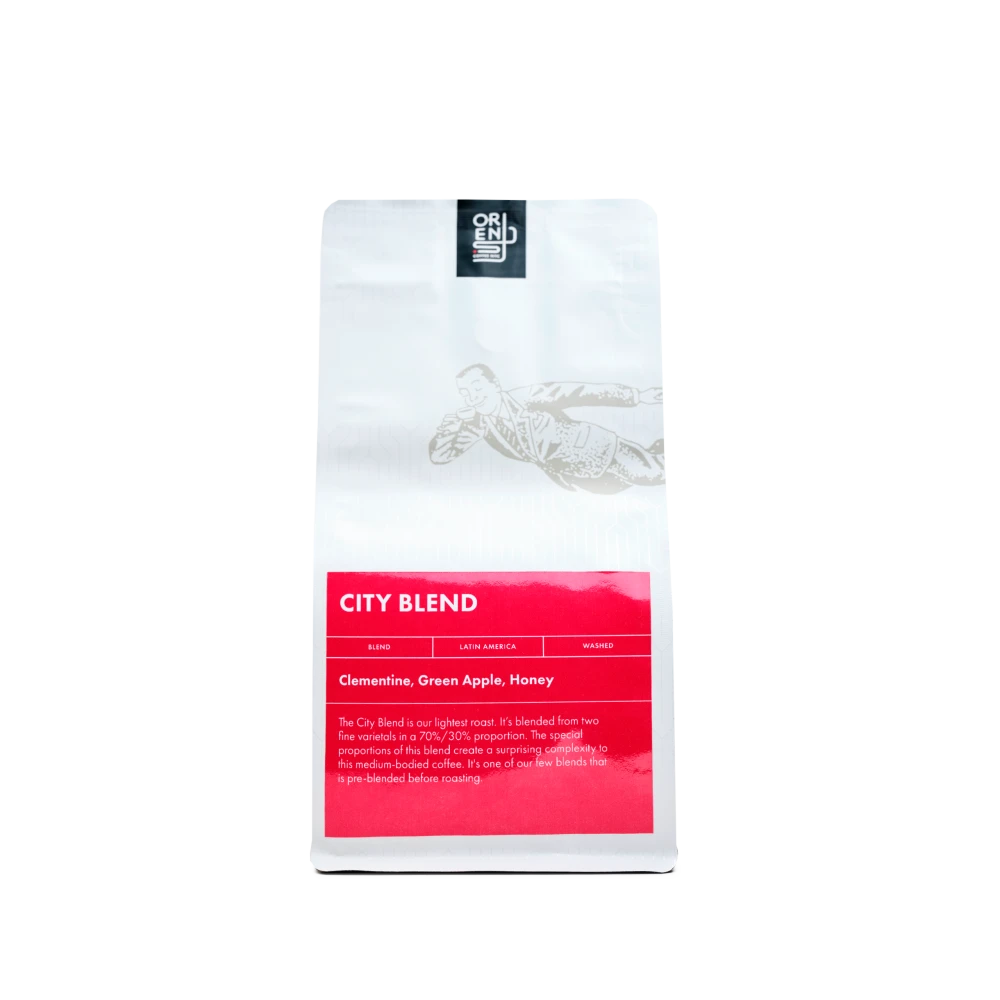 OR
EN
S
CITY BLEND
BLEND LATIN AMERICA WASHED
Clementine, Green Apple, Honey
The City Blend is our lightest roast. It's blended from two
fine varietals in a 70%/30% proportion. The special
proportions of this blend create a surprising complexity to
this medium-bodied coffee. It's one of our few blends that
is pre-blended before roasting.